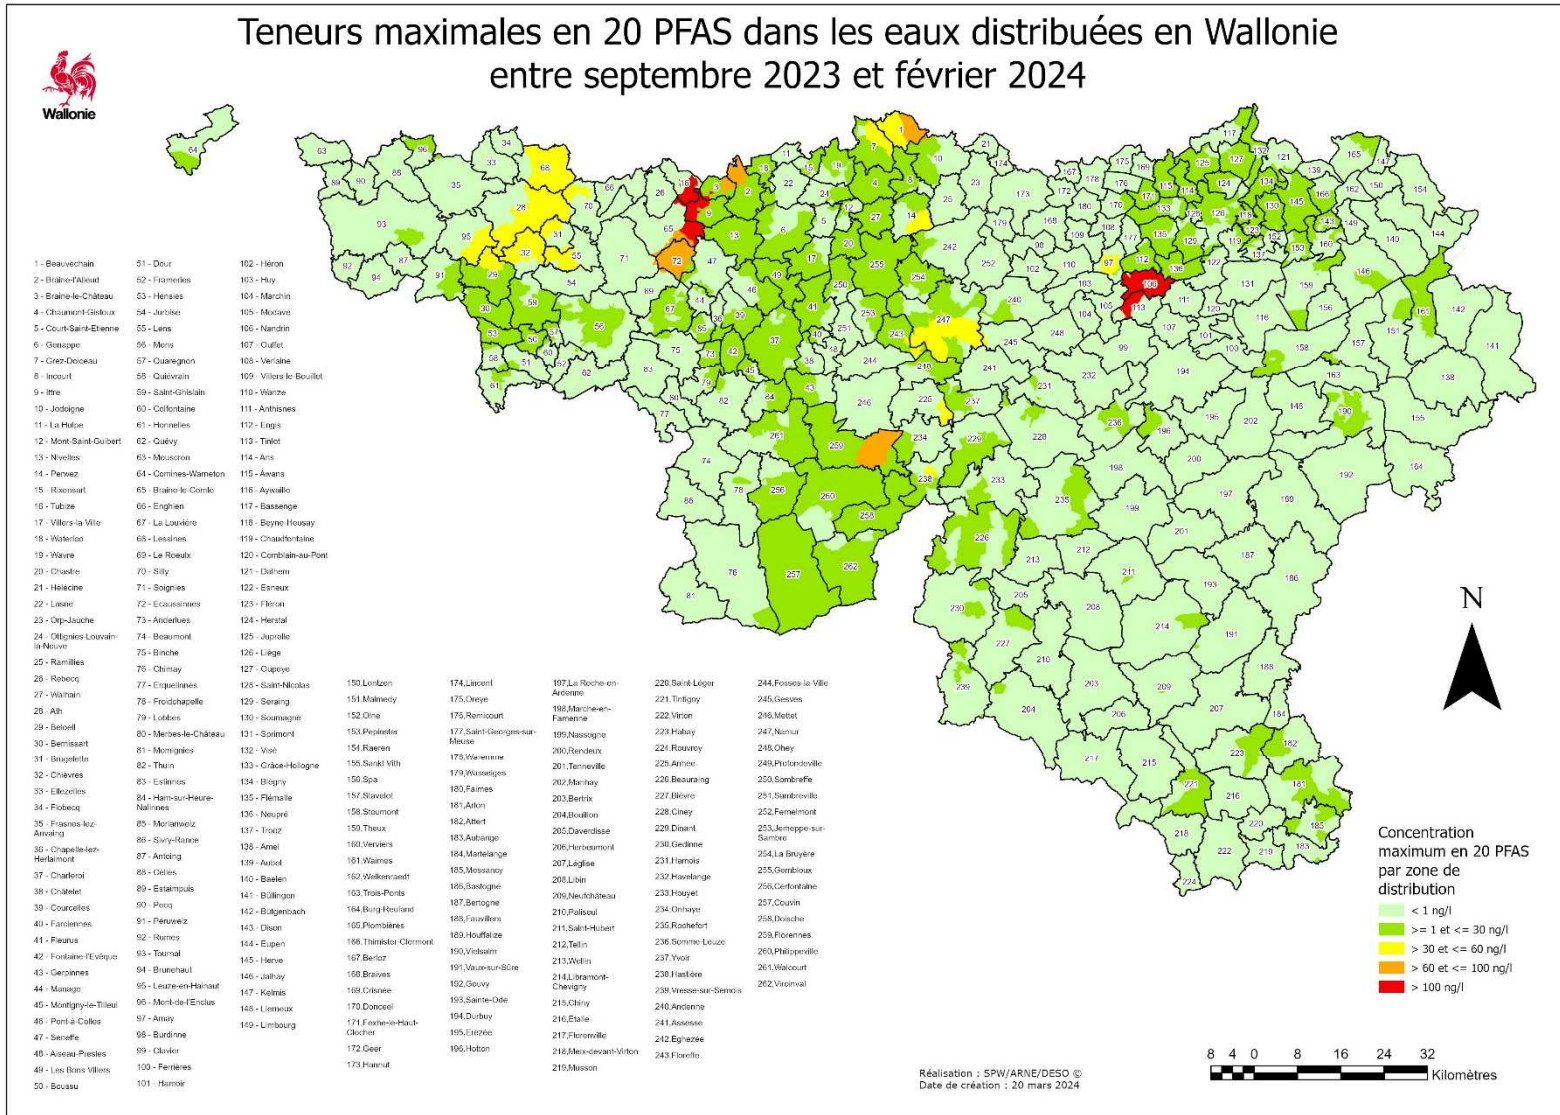 Teneurs maximales en 20 PFAS dans les eaux distribuées en Wallonie
entre septembre 2023 et février 2024
Wallonie
1 - Beauvechain
2 - Braine-l'Alleud
3 - Braine-le-Château
4 - Chaumont-Gistoux
5 - Court-Saint-Etienne
6 - Genappe
7 - Grez-Doiceau
8 - Incourt
9 - Ittre
10 - Jodoigne
11 - La Hulpe
12 - Mont-Saint-Guibert
13 - Nivelles
14 - Perwez
15 - Rixensart
16 - Tubize
17 - Villers-la-Ville
18 - Waterloo
19 - Wavre
20 - Chastre
21 - Hélécine
22 - Lasne
23 - Orp-Jauche
24 - Ottignies-Louvain-
la-Neuve
25 - Ramillies
26 - Rebecq
27 - Walhain
28 - Ath
29 - Beloeil
30 - Bernissart
31 - Brugelette
32 - Chièvres
33 - Ellezelles
34 - Flobecq
35 - Frasnes-lez-
Anvaing
36 - Chapelle-lez-
Herlaimont
37 - Charleroi
38 - Châtelet
39 - Courcelles
40 - Farciennes
41 - Fleurus
42 - Fontaine-l'Evêque
43 - Gerpinnes
44 - Manage
45 - Montigny-le-Tilleul
46 - Pont-à-Celles
47 - Seneffe
48 - Aiseau-Presles
49 - Les Bons Villers
50 - Boussu
51 - Dour
52 - Frameries
53 - Hensies
54 - Jurbise
55 - Lens
56 - Mons
57 - Quaregnon
58 - Quiévrain
59 - Saint-Ghislain
60 - Colfontaine
61 - Honnelles
62 - Quévy
63 - Mouscron
64 - Comines-Warneton
65 - Braine-le-Comte
66 - Enghien
67 - La Louvière
68 - Lessines
69 - Le Roeulx
70 - Silly
71 - Soignies
72 - Ecaussinnes
73 - Anderlues
74 - Beaumont
75 - Binche
76 - Chimay
77 - Erquelinnes
78 - Froidchapelle
79 - Lobbes
80 - Merbes-le-Château
81 - Momignies
82 - Thuin
83 - Estinnes
84 - Ham-sur-Heure-
Nalinnes
85 - Morlanwelz
86 - Sivry-Rance
87 - Antoing
88 - Celles
89 - Estaimpuis
90 - Pecq
91 - Péruwelz
92 - Rumes
93 - Tournai
94 - Brunehaut
95 - Leuze-en-Hainaut
96 - Mont-de-l'Enclus
97 - Amay
98 - Burdinne
99 - Clavier
100 - Ferrières
101 - Hamoir
102 - Héron
103 - Huy
104 - Marchin
105 - Modave
106 - Nandrin
107 - Ouffet
108 - Verlaine
109 - Villers-le-Bouillet
110 - Wanze
111 - Anthisnes
112 - Engis
113 - Tinlot
114 - Ans
115 - Awans
116 - Aywaille
117 - Bassenge
118 - Beyne-Heusay
119 - Chaudfontaine
120 - Comblain-au-Pont
121 - Dalhem
122 - Esneux
123 - Fléron
124 - Herstal
125 - Juprelle
126 - Liège
127 - Oupeye
128 - Saint-Nicolas
129 - Seraing
130 - Soumagne
131 - Sprimont
132 - Visé
133 - Grâce-Hollogne
134 - Blégny
135 - Flémalle
136 - Neupré
137 - Trooz
138 - Amel
139 - Aubel
140 - Baelen
141 - Büllingen
142 - Bütgenbach
143 - Dison
144 - Eupen
145 - Herve
146 - Jalhay
147 - Kelmis
148 - Lierneux
149 - Limbourg
150,Lontzen
151,Malmedy
152,Olne
153,Pepinster
154,Raeren
155,Sankt Vith
156,Spa
157,Stavelot
158,Stoumont
159,Theux
160,Verviers
161,Waimes
162,Welkenraedt
163,Trois-Ponts
164,Burg-Reuland
165,Plombières
166,Thimister-Clermont
167,Berloz
168,Braives
169,Crisnée
170,Donceel
171,Fexhe-le-Haut-
Clocher
172,Geer
173,Hannut
174,Lincent
175,Oreye
176,Remicourt
177,Saint-Georges-sur-
Meuse
178,Waremme
179,Wasseiges
180,Faimes
181,Arlon
182,Attert
183,Aubange
184,Martelange
185,Messancy
186,Bastogne
187,Bertogne
188,Fauvillers
189,Houffalize
190,Vielsalm
191,Vaux-sur-Sûre
192,Gouvy
193,Sainte-Ode
194,Durbuy
195,Erezée
196,Hotton
197,La Roche-en-
Ardenne
198,Marche-en-
Famenne
199,Nassogne
200,Rendeux
201,Tenneville
202,Manhay
203,Bertrix
204,Bouillon
205,Daverdisse
206,Herbeumont
207,Léglise
208,Libin
209,Neufchâteau
210,Paliseul
211,Saint-Hubert
212,Tellin
213,Wellin
214,Libramont-
Chevigny
215,Chiny
216,Etalle
217,Florenville
218,Meix-devant-Virton
219,Musson
220,Saint-Léger
221,Tintigny
222,Virton
223,Habay
224,Rouvroy
225,Anhée
226,Beauraing
227,Bièvre
228,Ciney
229,Dinant
230,Gedinne
231,Hamois
232,Havelange
233,Houyet
234,Onhaye
235,Rochefort
236,Somme-Leuze
237,Yvoir
238,Hastière
239,Vresse-sur-Semois
240,Andenne
241,Assesse
242,Eghezée
243,Floreffe
244,Fosses-la-Ville
245,Gesves
246,Mettet
247,Namur
248,Ohey
249,Profondeville
250,Sombreffe
251,Sambreville
252,Fernelmont
253,Jemeppe-sur-
Sambre
254,La Bruyère
255,Gembloux
256,Cerfontaine
257,Couvin
258,Doische
259,Florennes
260,Philippeville
261,Walcourt
262,Viroinval
N
Concentration
maximum en 20 PFAS
par zone de
distribution
< 1 ng/l
>= 1 et <= 30 ng/l
> 30 et <= 60 ng/l
> 60 et <= 100 ng/l
> 100 ng/l
8 4 0 8 16 24 32
Kilomètres
Réalisation : SPW/ARNE/DESO ©
Date de création : 20 mars 2024